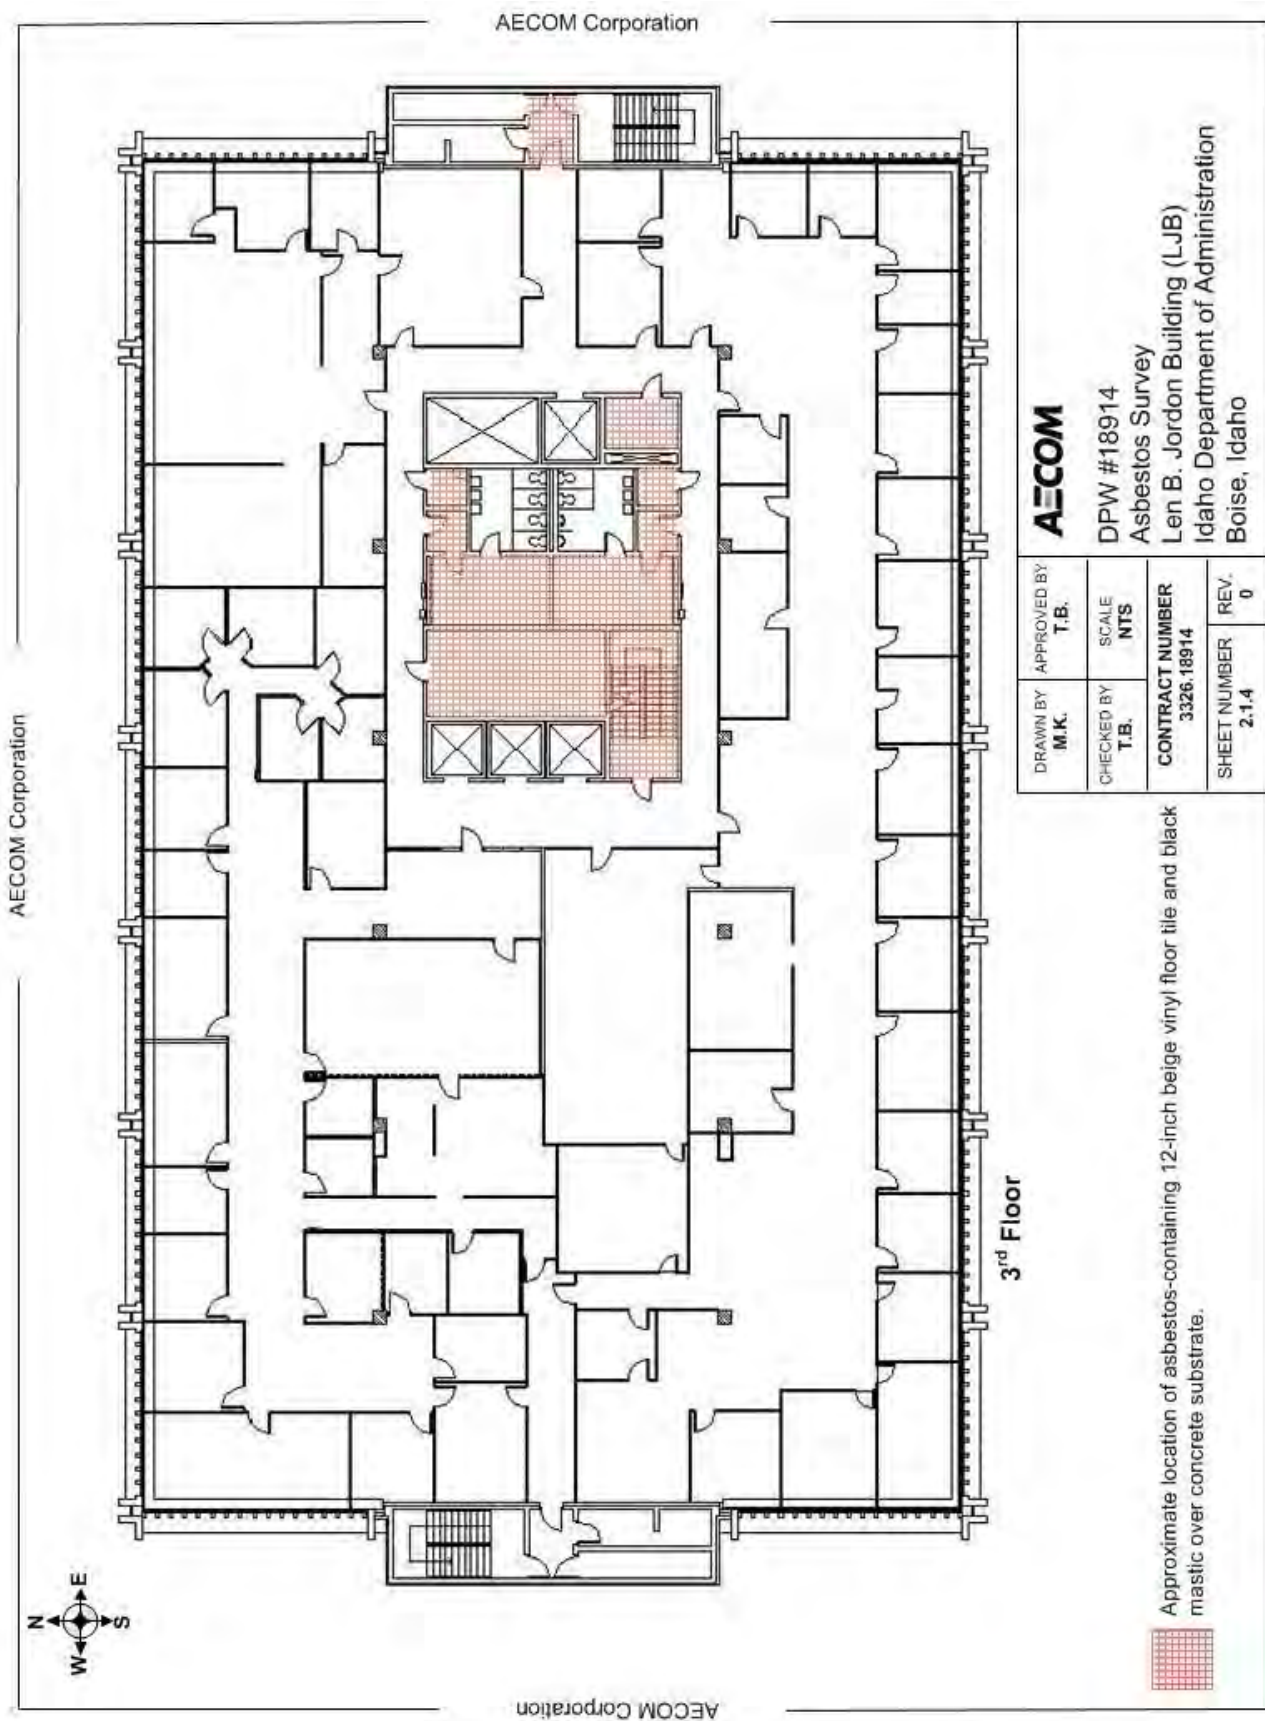 AECOM Corporation
AECOM Corporation
AECOM Corporation
N
W E
S
3rd Floor
Approximate location of asbestos-containing 12-inch beige vinyl floor tile and black
mastic over concrete substrate.
DRAWN BY
M.K.
APPROVED BY
T.B.
CHECKED BY
T.B.
SCALE
NTS
CONTRACT NUMBER
3326.18914
SHEET NUMBER
2.1.4
REV.
0
AECOM
DPW #18914
Asbestos Survey
Len B. Jordon Building (LJB)
Idaho Department of Administration
Boise, Idaho